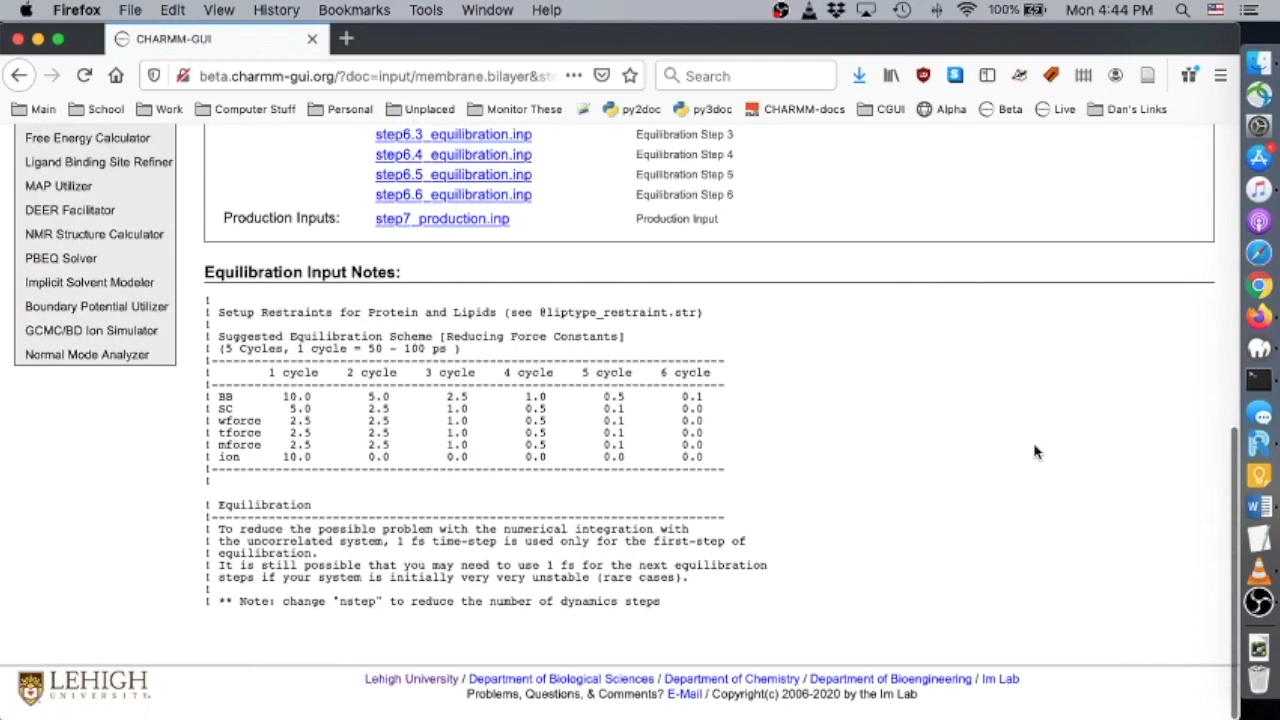 Firefox File Edit View History Bookmarks Tools Window Help 100% Mon 4:44 PM
CHARMM-GUI
beta.charmm-gui.org/?doc=input/membrane.bilayer&st Search
Main School Work Computer Stuff Personal Unplaced Monitor These py2doc py3doc CHARMM-docs CGUI Alpha Beta Live Dan's Links
Free Energy Calculator
Ligand Binding Site Refiner
MAP Utilizer
DEER Facilitator
NMR Structure Calculator
PBEQ Solver
Implicit Solvent Modeler
Boundary Potential Utilizer
GCMC/BD Ion Simulator
Normal Mode Analyzer
step6.3_equilibration.inp Equilibration Step 3
step6.4_equilibration.inp Equilibration Step 4
step6.5_equilibration.inp Equilibration Step 5
step6.6_equilibration.inp Equilibration Step 6
Production Inputs: step7_production.inp Production Input
Equilibration Input Notes:
!
! Setup Restraints for Protein and Lipids (see @liptype_restraint.str)
!
! Suggested Equilibration Scheme [Reducing Force Constants]
! (5 Cycles, 1 cycle = 50 - 100 ps )
!-----------------------------------------------------------------
! 1 cycle 2 cycle 3 cycle 4 cycle 5 cycle 6 cycle
!-----------------------------------------------------------------
! BB 10.0 5.0 2.5 1.0 0.5 0.1
! SC 5.0 2.5 1.0 0.5 0.1 0.0
! wforce 2.5 2.5 1.0 0.5 0.1 0.0
! tforce 2.5 2.5 1.0 0.5 0.1 0.0
! mforce 2.5 2.5 1.0 0.5 0.1 0.0
! ion 10.0 0.0 0.0 0.0 0.0 0.0
!-----------------------------------------------------------------
!
! Equilibration
!-----------------------------------------------------------------
! To reduce the possible problem with the numerical integration with
! the uncorrelated system, 1 fs time-step is used only for the first-step of
! equilibration.
! It is still possible that you may need to use 1 fs for the next equilibration
! steps if your system is initially very very unstable (rare cases).
!
! ** Note: change "nstep" to reduce the number of dynamics steps
LEHIGH
UNIVERSITY
Lehigh University / Department of Biological Sciences / Department of Chemistry / Department of Bioengineering / Im Lab
Problems, Questions, & Comments? E-Mail / Copyright(c) 2006-2020 by the Im Lab